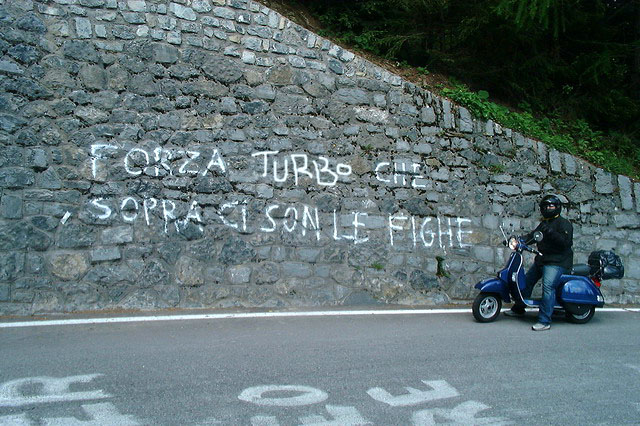 FORZA TURBO CHE
SOPRA CI SON LE FIGHE